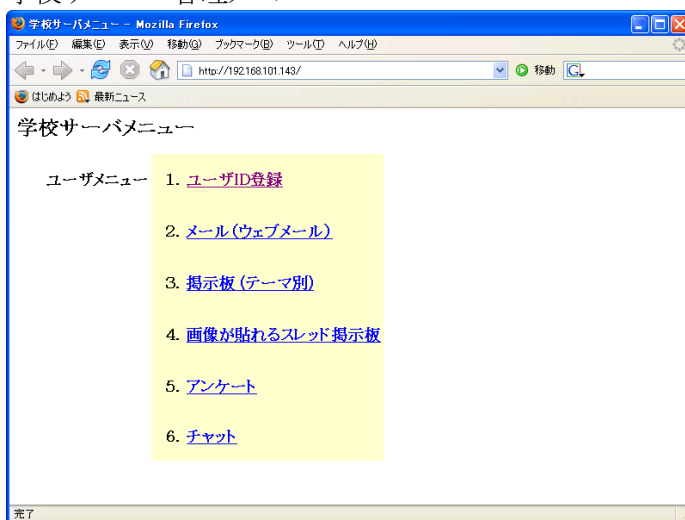 学校サーバメニュー - Mozilla Firefox
ファイル(F) 編集(E) 表示(V) 移動(G) ブックマーク(B) ツール(T) ヘルプ(H)
http://192.168.101.143/ 移動 G
はじめよう 最新ニュース
学校サーバメニュー
ユーザメニュー 1. ユーザID登録
2. メール (ウェブメール)
3. 掲示板 (テーマ別)
4. 画像が貼れるスレッド掲示板
5. アンケート
6. チャット
完了